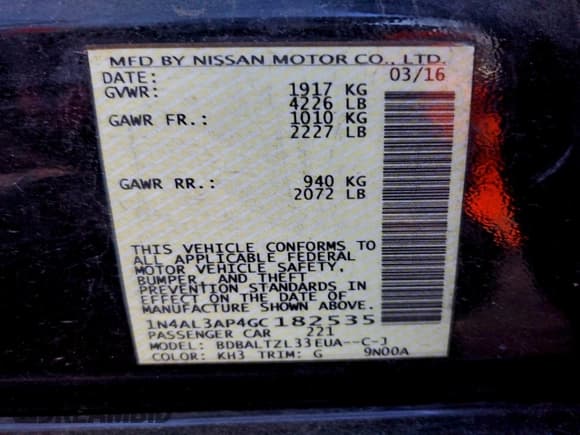 MFD BY NISSAN MOTOR CO., LTD.
DATE: 03/16
GVWR: 1917 KG
4226 LB
GAWR FR.: 1010 KG
2227 LB
GAWR RR.: 940 KG
2072 LB
THIS VEHICLE CONFORMS TO
ALL APPLICABLE FEDERAL
MOTOR VEHICLE SAFETY,
BUMPER, AND THEFT
PREVENTION STANDARDS
IN EFFECT ON THE DATE OF
MANUFACTURE SHOWN ABOVE.
1N4AL3AP4GC182535
PASSENGER CAR 221
MODEL: BDBALTZL33EUA--C-J
COLOR: KH3 TRIM: G 9N00A
DREAMBID